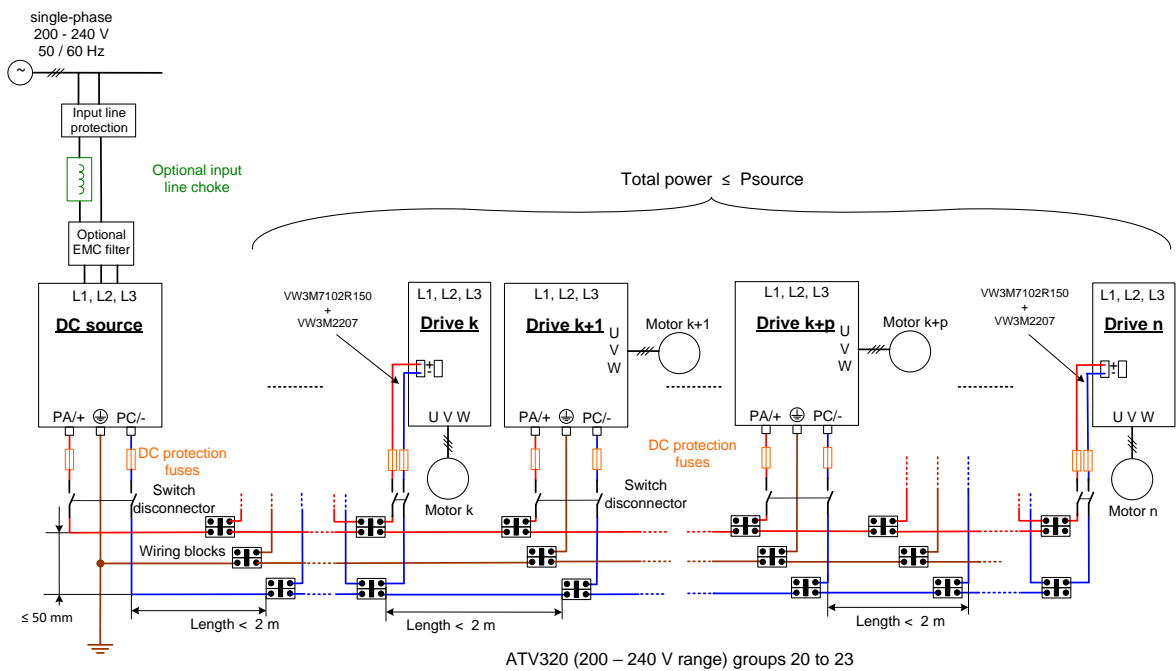 single-phase
200 - 240 V
50 / 60 Hz
~
Input line
protection
Optional input
line choke
Total power ≤ Psource
Optional
EMC filter
L1, L2, L3
DC source
PA/+
PC/-
VW3M7102R150
+
VW3M2207
L1, L2, L3
Drive k
+
-
U V W
Motor k
L1, L2, L3
Drive k+1
U
V
W
Motor k+1
PA/+
PC/-
L1, L2, L3
Drive k+p
U
V
W
Motor k+p
PA/+
PC/-
VW3M7102R150
+
VW3M2207
L1, L2, L3
Drive n
+
-
U V W
Motor n
DC protection
fuses
Switch
disconnector
DC protection
fuses
Switch
disconnector
Wiring blocks
≤ 50 mm
Length < 2 m
Length < 2 m
Length < 2 m
ATV320 (200 – 240 V range) groups 20 to 23